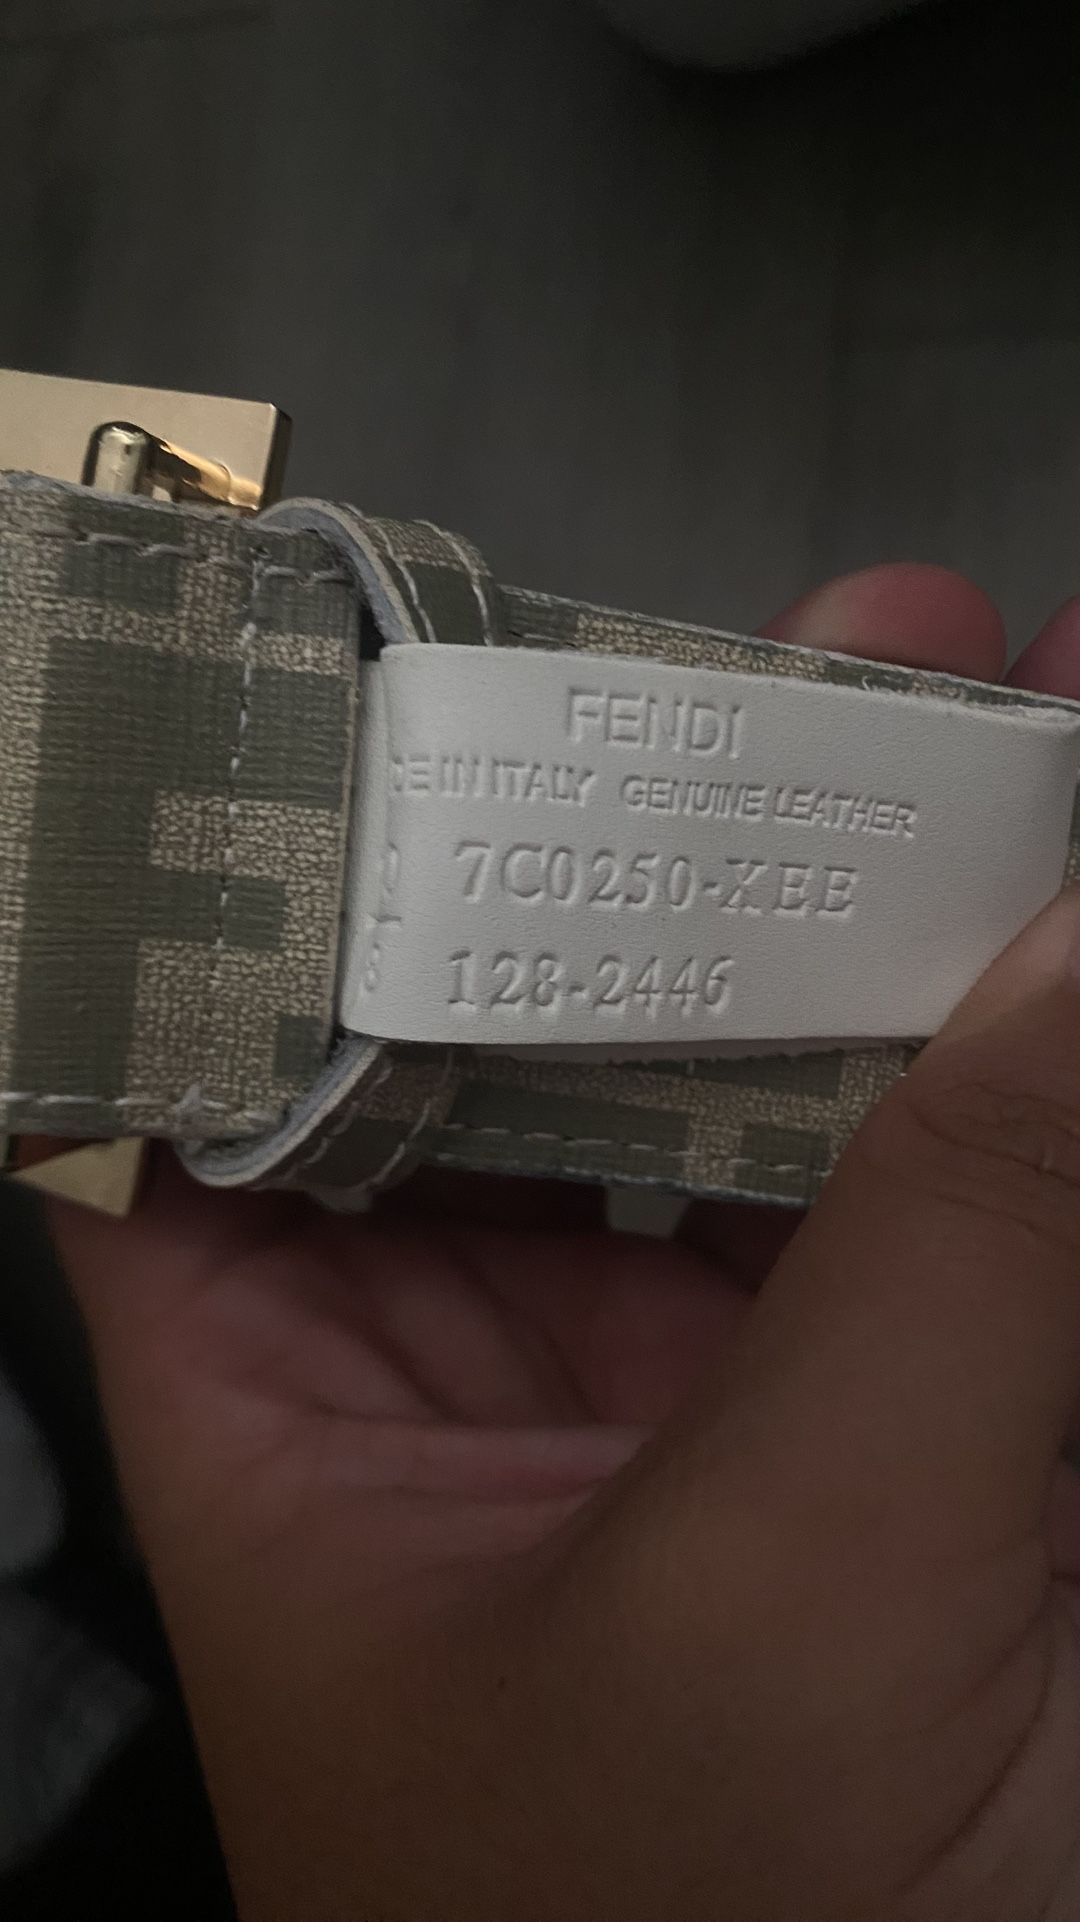 FENDI
DE IN ITALY GENUINE LEATHER
7C0250-XEE
128-2446